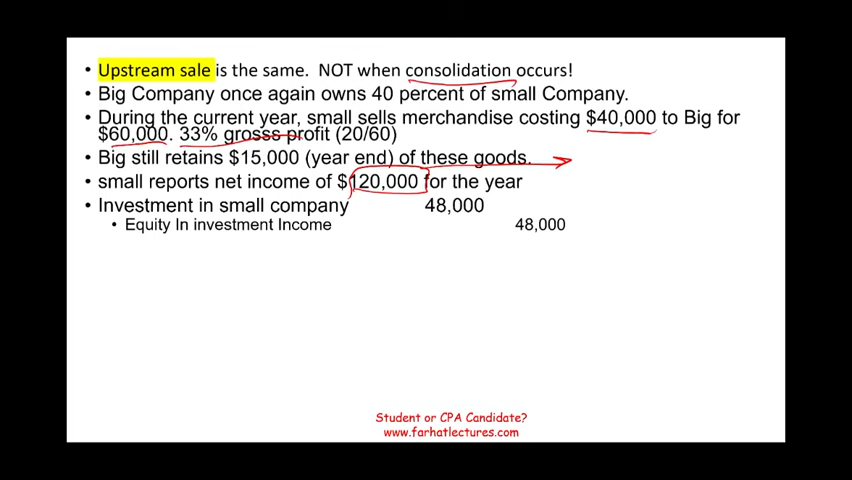 • Upstream sale is the same. NOT when consolidation occurs!
• Big Company once again owns 40 percent of small Company.
• During the current year, small sells merchandise costing $40,000 to Big for
$60,000. 33% grosss profit (20/60)
• Big still retains $15,000 (year end) of these goods.
• small reports net income of $120,000 for the year
• Investment in small company 48,000
• Equity In investment Income 48,000
Student or CPA Candidate?
www.farhatlectures.com